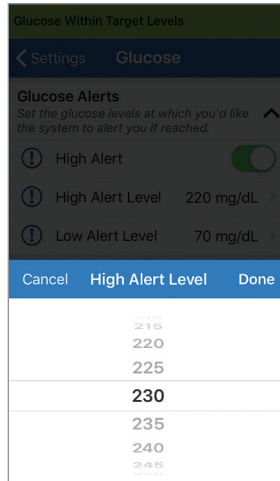 Glucose Within Target Levels
Settings Glucose
Glucose Alerts
Set the glucose levels at which you'd like
the system to alert you if reached.
High Alert
High Alert Level 220 mg/dL
Low Alert Level 70 mg/dL
Cancel High Alert Level Done
215
220
225
230
235
240
245